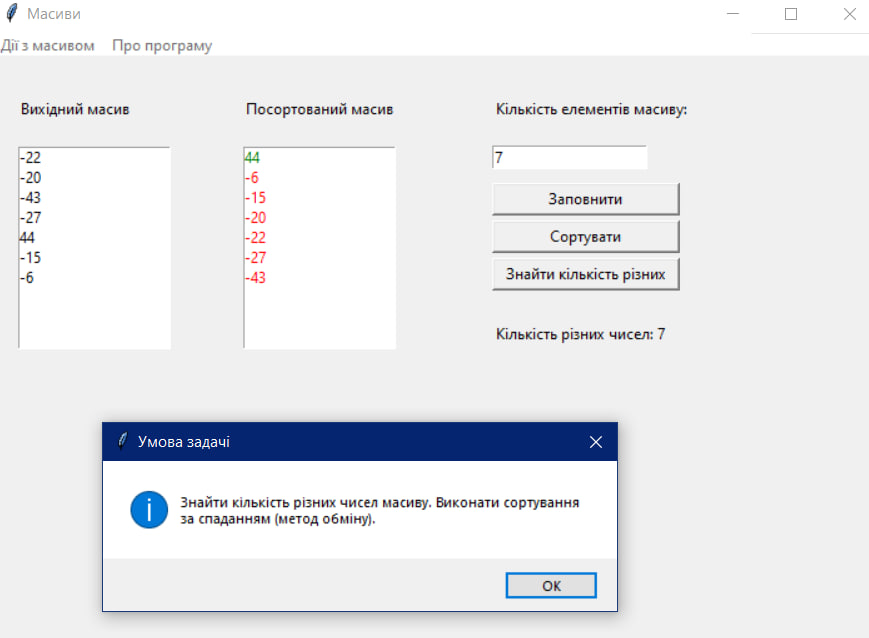 Масиви
Дії з масивом Про програму
Вихідний масив
-22
-20
-43
-27
44
-15
-6
Посортований масив
44
-6
-15
-20
-22
-27
-43
Кількість елементів масиву:
7
Заповнити
Сортувати
Знайти кількість різних
Кількість різних чисел: 7
Умова задачі
Знайти кількість різних чисел масиву. Виконати сортування
за спаданням (метод обміну).
OK